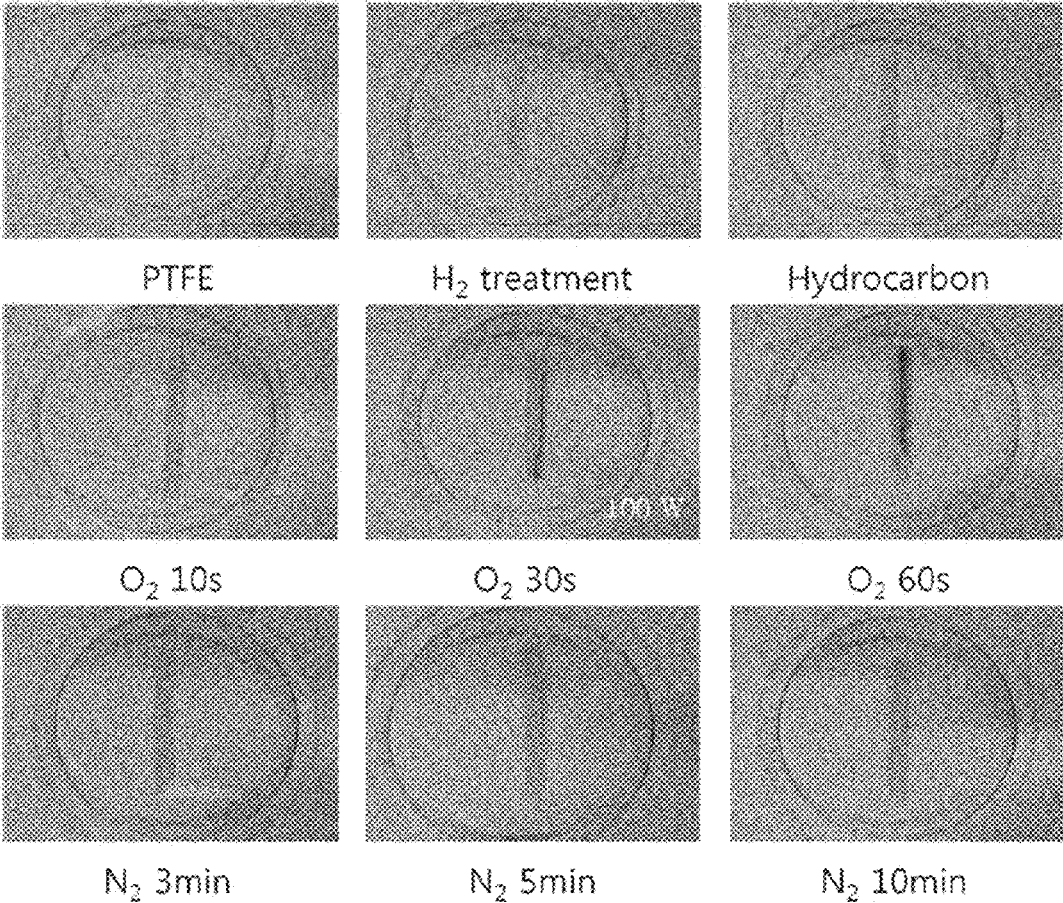 PTFE
H₂ treatment
Hydrocarbon
100 W
O₂ 10s
O₂ 30s
O₂ 60s
N₂ 3min
N₂ 5min
N₂ 10min